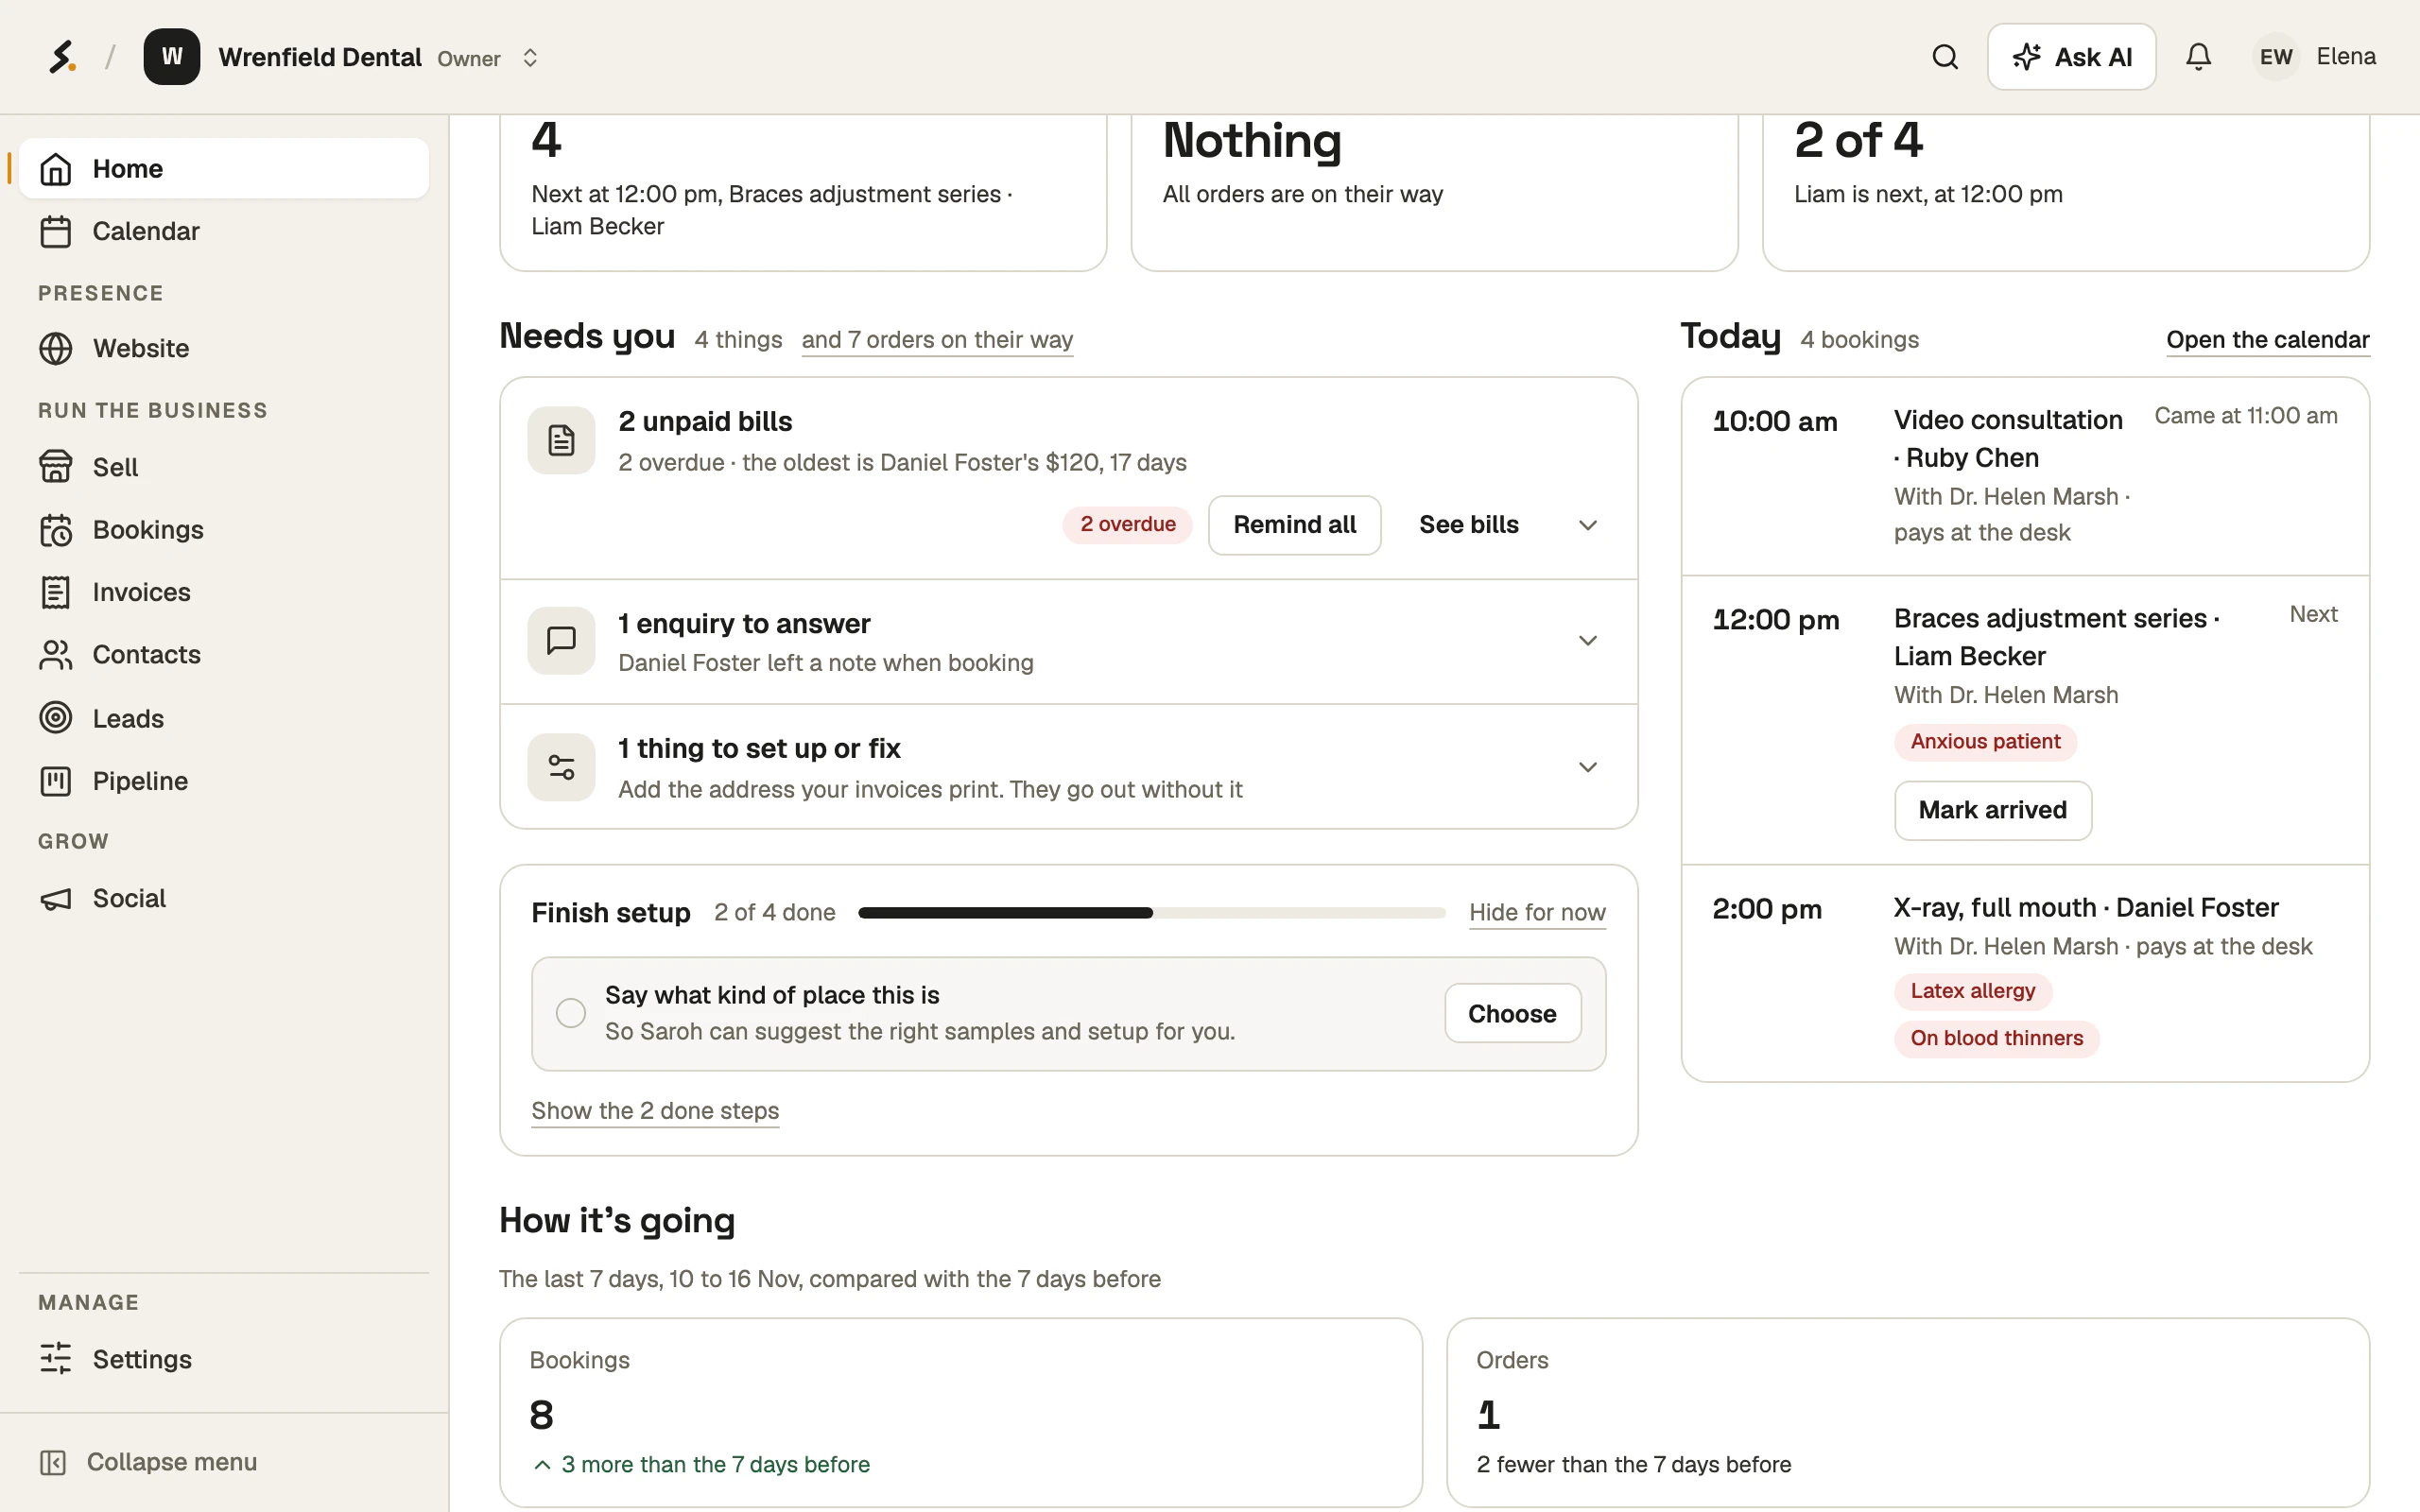 / W Wrenfield Dental Owner
Ask AI
EW Elena
Home
Calendar
PRESENCE
Website
RUN THE BUSINESS
Sell
Bookings
Invoices
Contacts
Leads
Pipeline
GROW
Social
MANAGE
Settings
Collapse menu
4
Next at 12:00 pm, Braces adjustment series ·
Liam Becker
Nothing
All orders are on their way
2 of 4
Liam is next, at 12:00 pm
Needs you 4 things and 7 orders on their way
2 unpaid bills
2 overdue · the oldest is Daniel Foster's $120, 17 days
2 overdue Remind all See bills
1 enquiry to answer
Daniel Foster left a note when booking
1 thing to set up or fix
Add the address your invoices print. They go out without it
Finish setup 2 of 4 done Hide for now
Say what kind of place this is
So Saroh can suggest the right samples and setup for you.
Choose
Show the 2 done steps
Today 4 bookings Open the calendar
10:00 am Video consultation Came at 11:00 am
· Ruby Chen
With Dr. Helen Marsh ·
pays at the desk
12:00 pm Braces adjustment series · Next
Liam Becker
With Dr. Helen Marsh
Anxious patient
Mark arrived
2:00 pm X-ray, full mouth · Daniel Foster
With Dr. Helen Marsh · pays at the desk
Latex allergy
On blood thinners
How it's going
The last 7 days, 10 to 16 Nov, compared with the 7 days before
Bookings
8
3 more than the 7 days before
Orders
1
2 fewer than the 7 days before